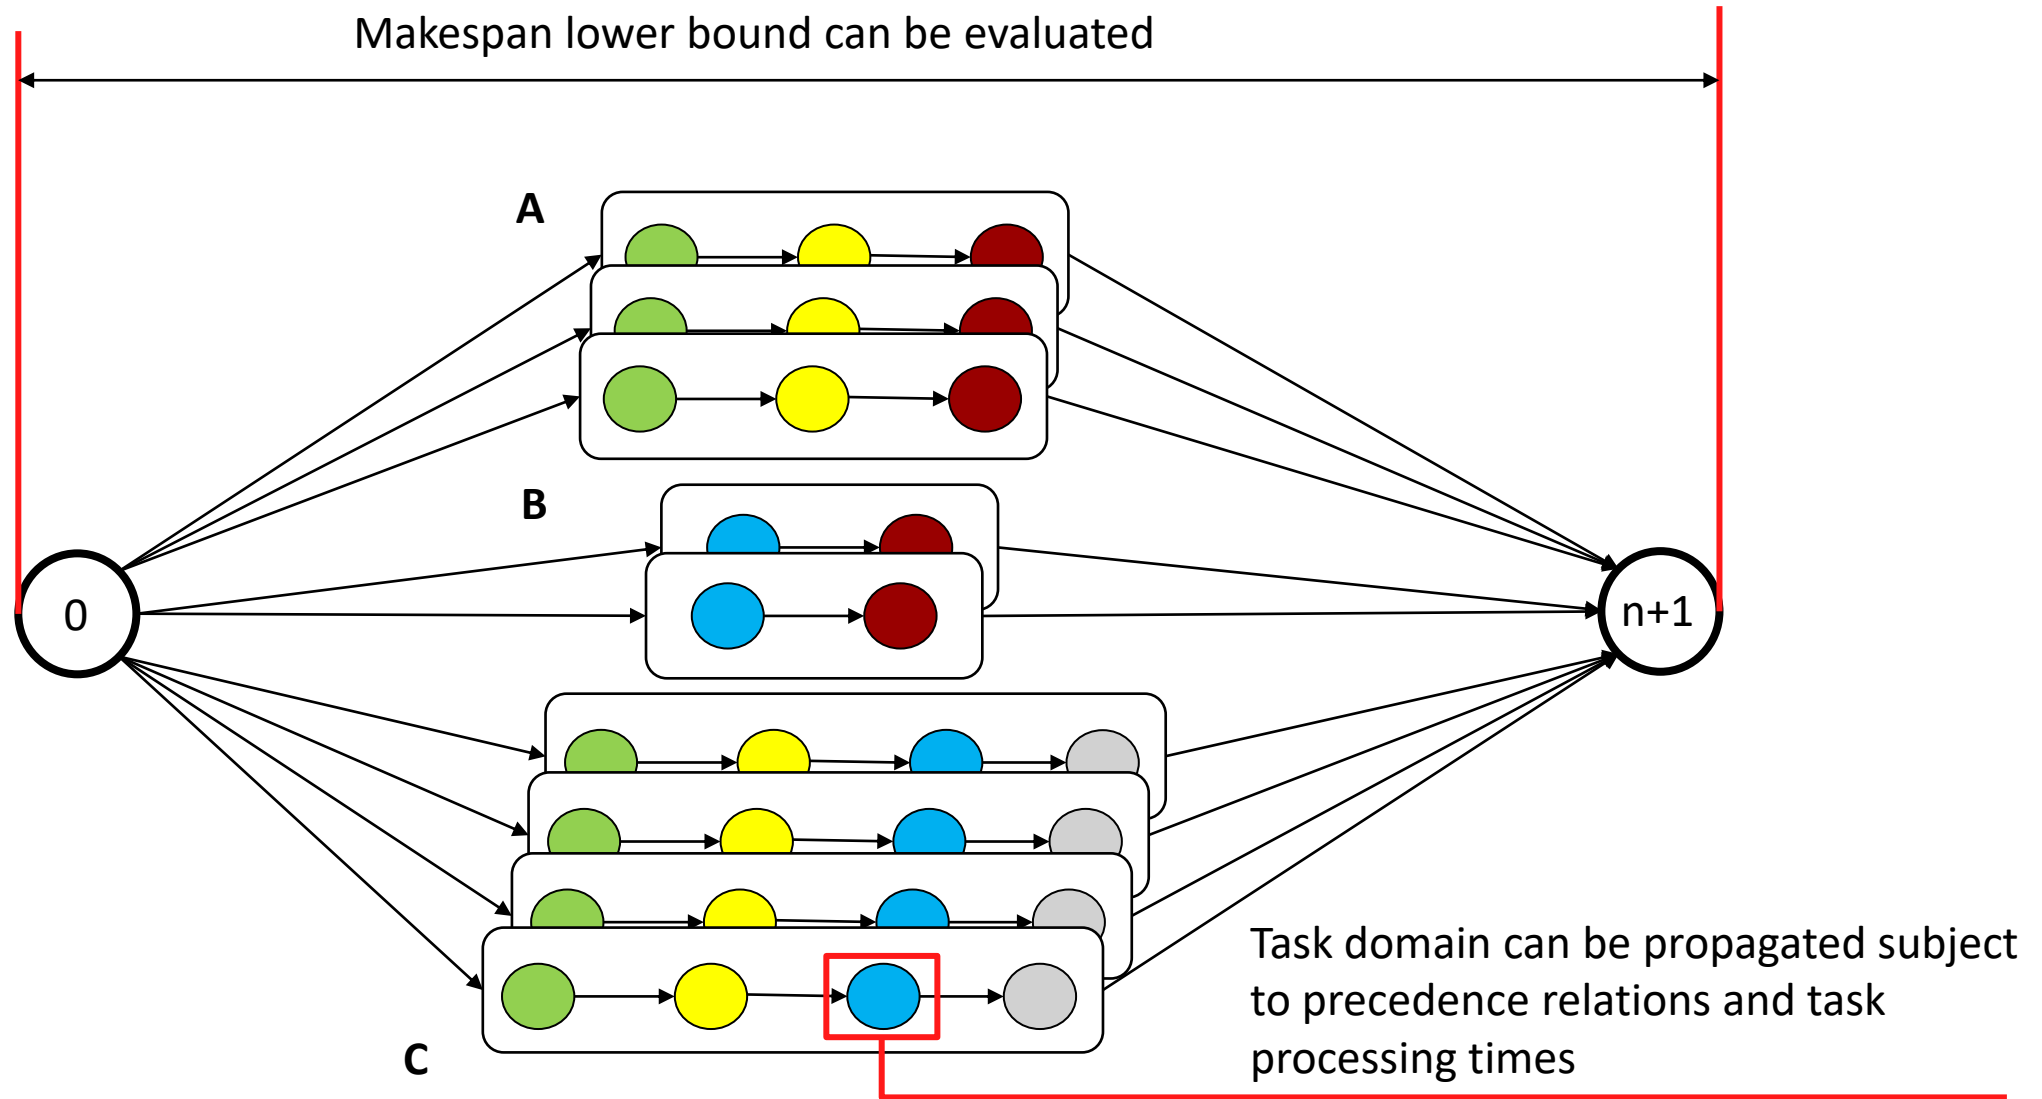 Makespan lower bound can be evaluated
A
B
0
n+1
Task domain can be propagated subject
to precedence relations and task
processing times
C